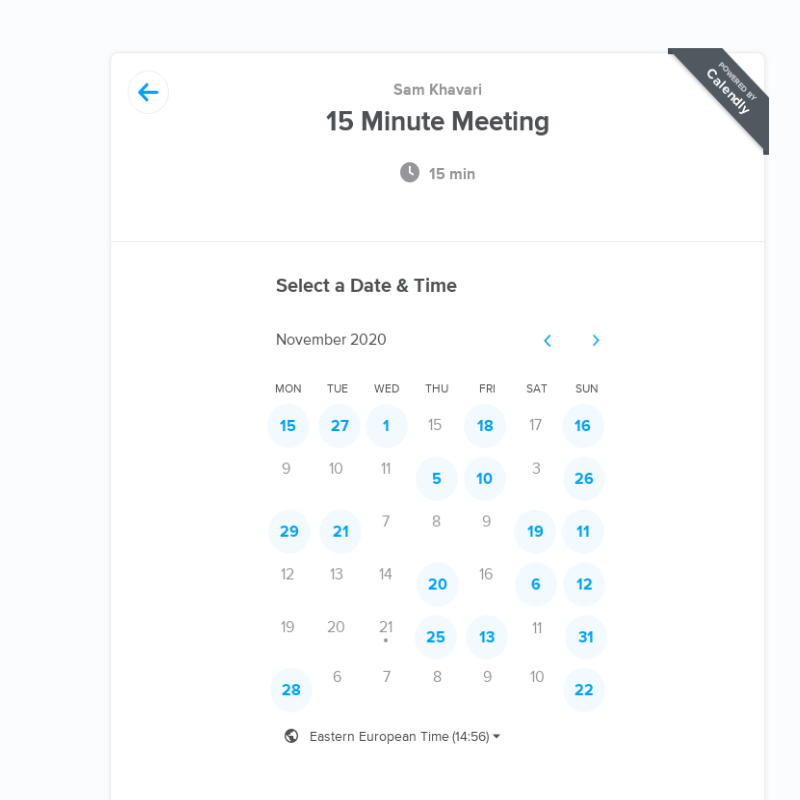 POWERED BY
Calendly
Sam Khavari
15 Minute Meeting
15 min
Select a Date & Time
November 2020
MON TUE WED THU FRI SAT SUN
15 27 1 15 18 17 16
9 10 11 5 10 3 26
29 21 7 8 9 19 11
12 13 14 20 16 6 12
19 20 21 25 13 11 31
28 6 7 8 9 10 22
Eastern European Time (14:56)